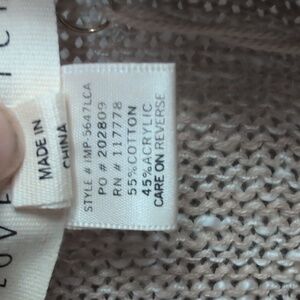 MADE IN
CHINA
STYLE # IMP-5647LCA
PO # 202809
RN # 117778
55% COTTON
45% ACRYLIC
CARE ON REVERSE